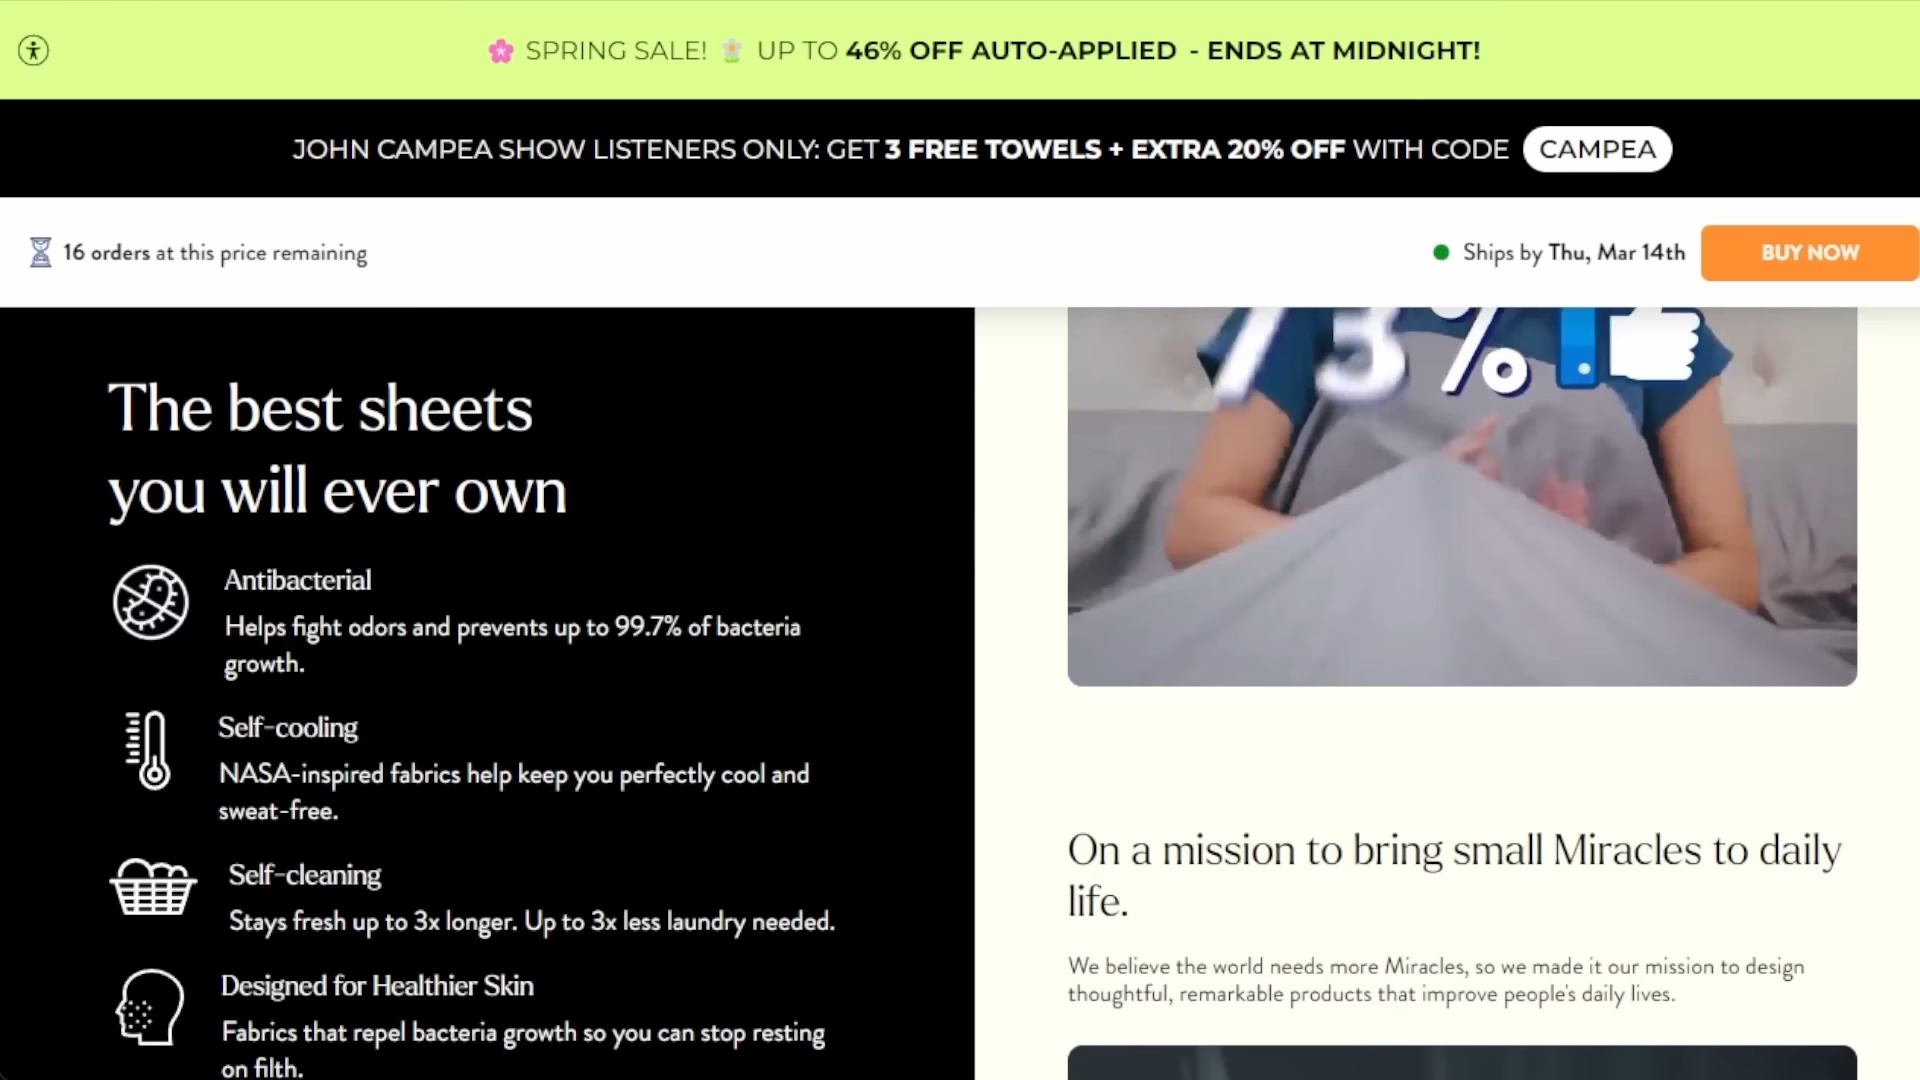 SPRING SALE! UP TO 46% OFF AUTO-APPLIED - ENDS AT MIDNIGHT!
JOHN CAMPEA SHOW LISTENERS ONLY: GET 3 FREE TOWELS + EXTRA 20% OFF WITH CODE CAMPEA
16 orders at this price remaining
Ships by Thu, Mar 14th
BUY NOW
The best sheets
you will ever own
Antibacterial
Helps fight odors and prevents up to 99.7% of bacteria
growth.
Self-cooling
NASA-inspired fabrics help keep you perfectly cool and
sweat-free.
Self-cleaning
Stays fresh up to 3x longer. Up to 3x less laundry needed.
Designed for Healthier Skin
Fabrics that repel bacteria growth so you can stop resting
on filth.
On a mission to bring small Miracles to daily
life.
We believe the world needs more Miracles, so we made it our mission to design
thoughtful, remarkable products that improve people's daily lives.